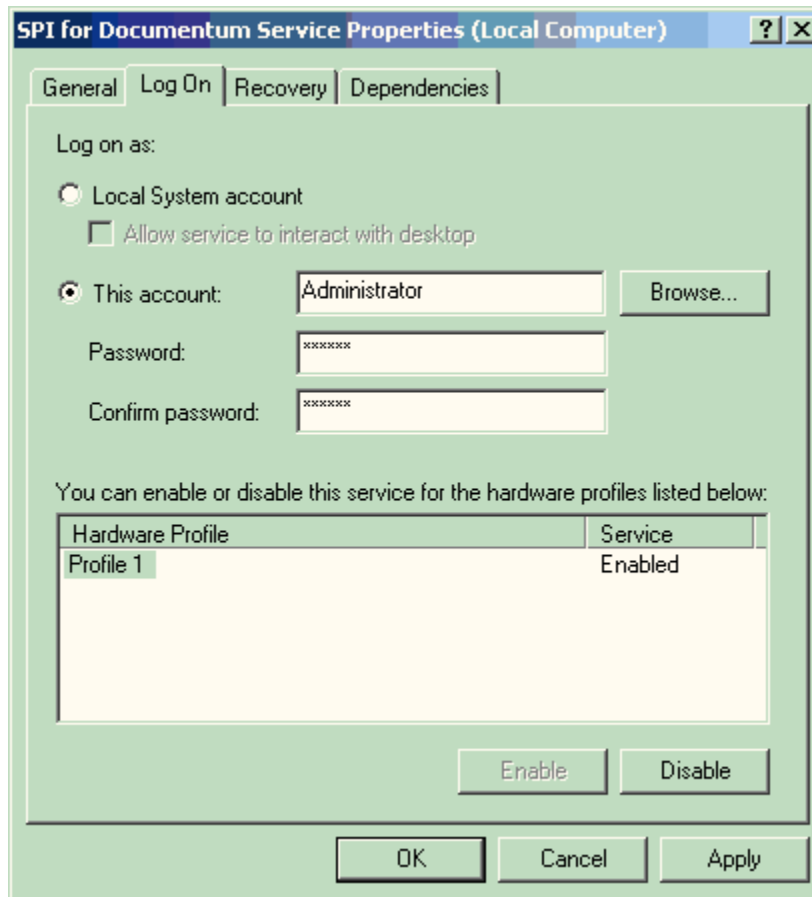 SPI for Documentum Service Properties (Local Computer) ? X
General Log On Recovery Dependencies
Log on as:
Local System account
Allow service to interact with desktop
This account: Administrator Browse...
Password: ******
Confirm password: ******
You can enable or disable this service for the hardware profiles listed below:
Hardware Profile Service
Profile 1 Enabled
Enable Disable
OK Cancel Apply